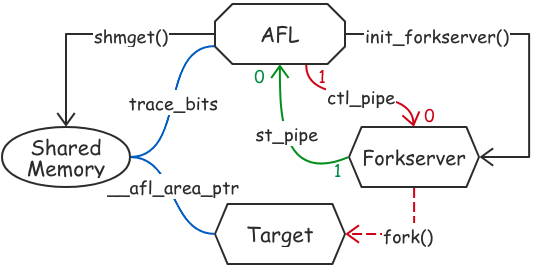 shmget()
AFL
init_forkserver()
0
1
trace_bits
ctl_pipe
0
st_pipe
Shared
Memory
Forkserver
1
__afl_area_ptr
Target
fork()